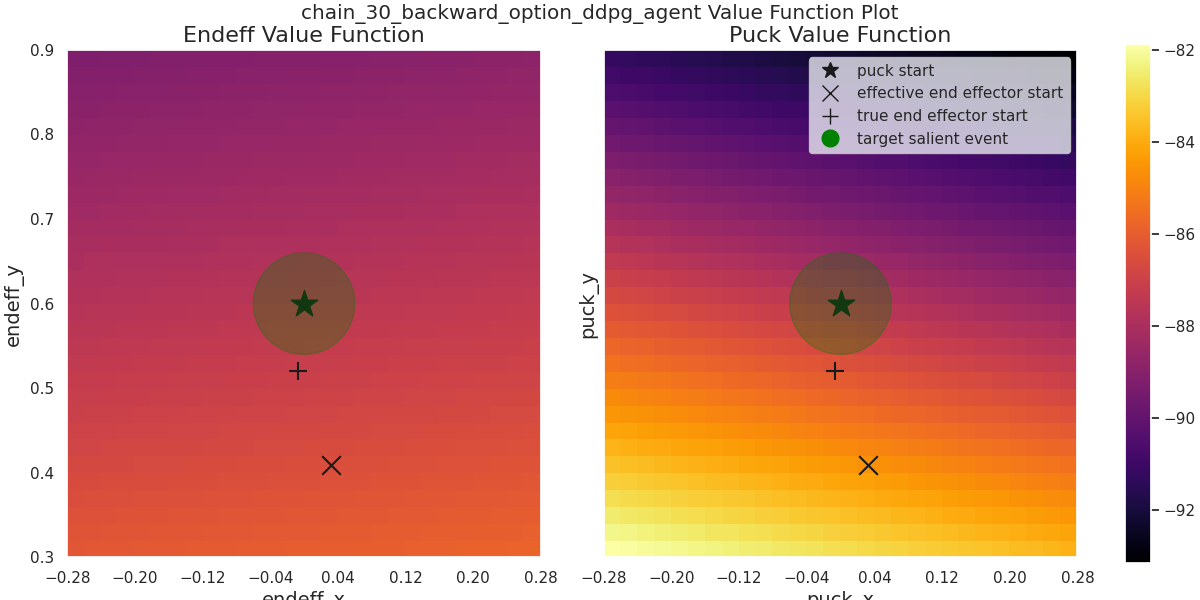 chain_30_backward_option_ddpg_agent Value Function Plot
Endeff Value Function
Puck Value Function
puck start
effective end effector start
true end effector start
target salient event
0.9
0.8
0.7
0.6
0.5
0.4
0.3
endeff_y
−0.28 −0.20 −0.12 −0.04 0.04 0.12 0.20 0.28
endeff_x
puck_y
−0.28 −0.20 −0.12 −0.04 0.04 0.12 0.20 0.28
puck_x
−82
−84
−86
−88
−90
−92